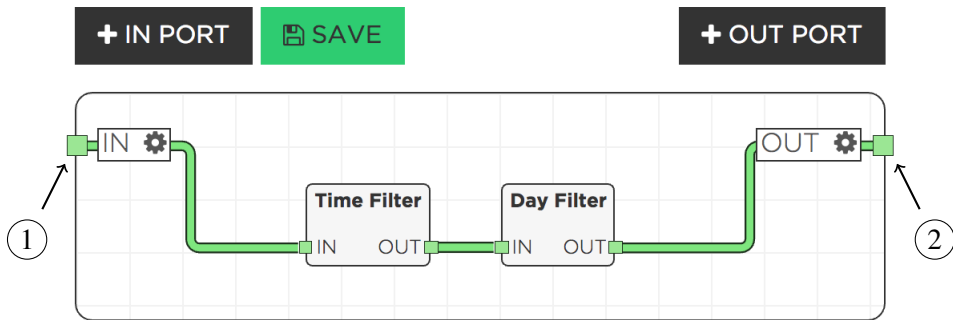 + IN PORT SAVE + OUT PORT
IN OUT
Time Filter Day Filter
1 IN OUT IN OUT 2